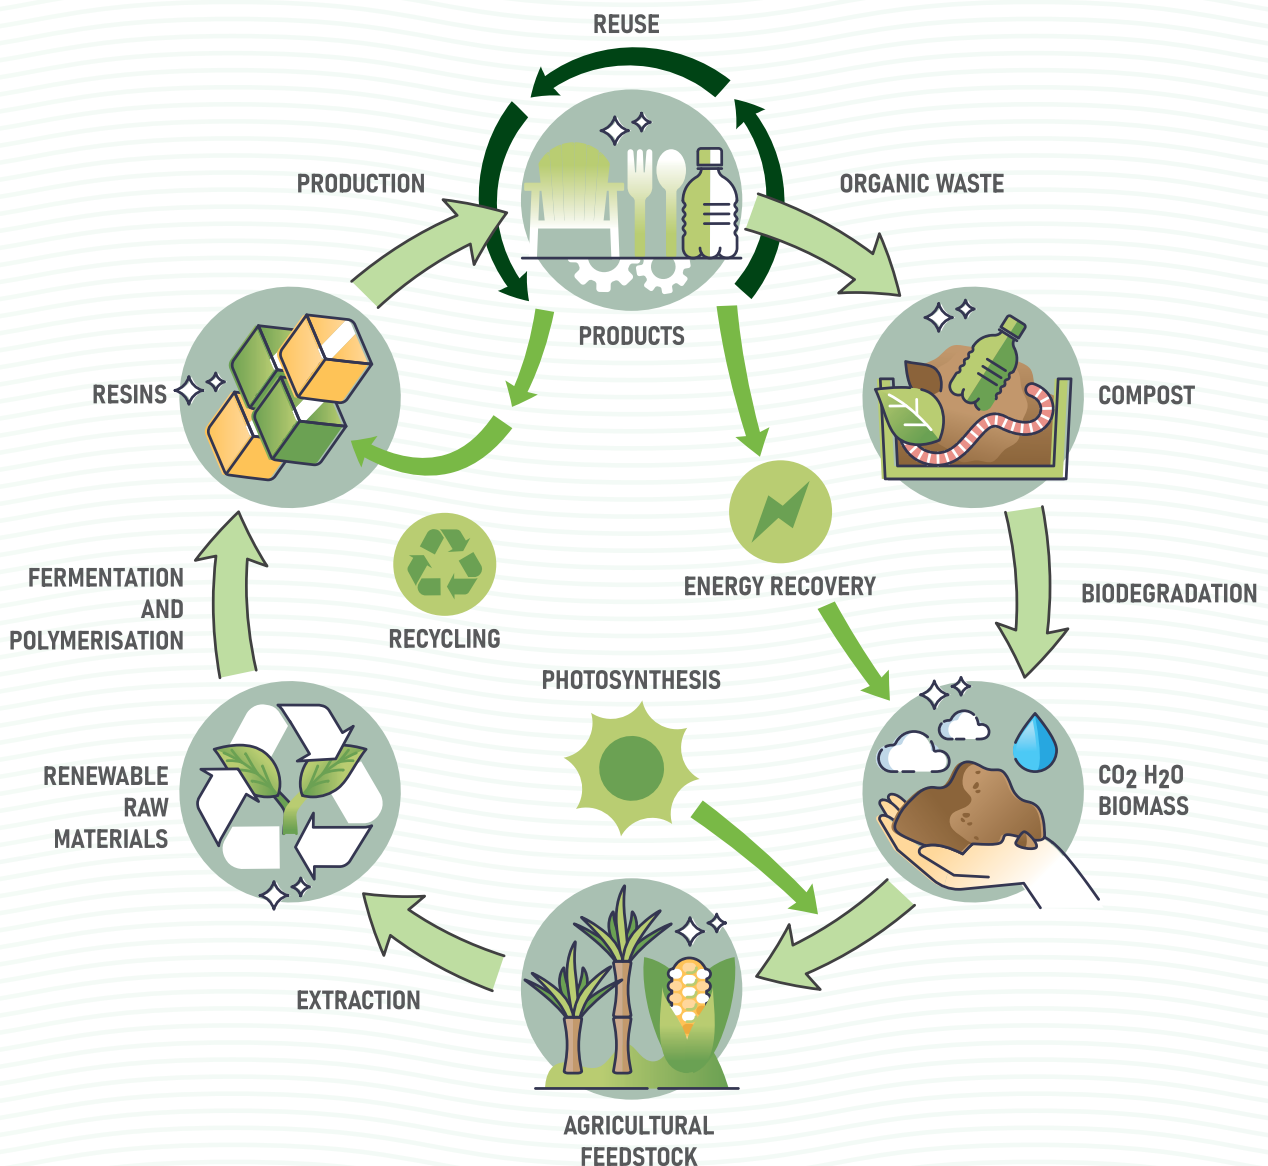 REUSE
PRODUCTION
ORGANIC WASTE
PRODUCTS
RESINS
COMPOST
FERMENTATION
AND
POLYMERISATION
ENERGY RECOVERY
BIODEGRADATION
RECYCLING
PHOTOSYNTHESIS
RENEWABLE
RAW
MATERIALS
CO2 H2O
BIOMASS
EXTRACTION
AGRICULTURAL
FEEDSTOCK